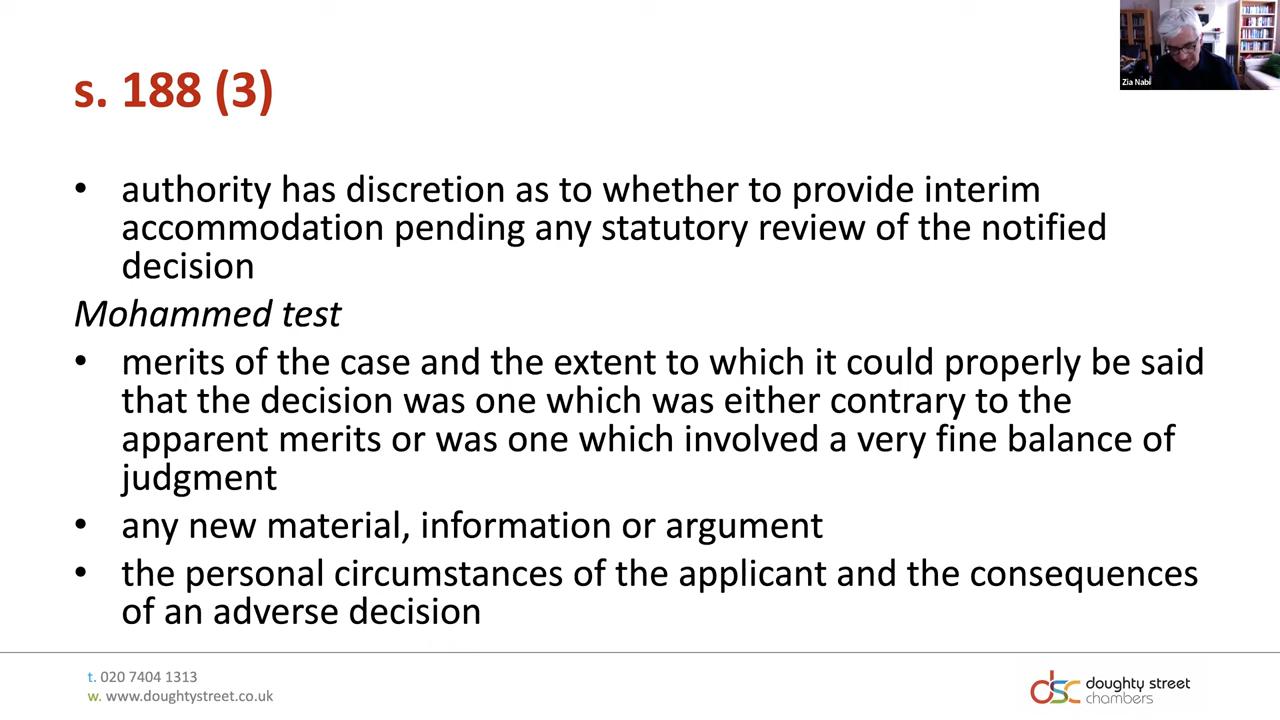 s. 188 (3)
Zia Nabi
• authority has discretion as to whether to provide interim
accommodation pending any statutory review of the notified
decision
Mohammed test
• merits of the case and the extent to which it could properly be said
that the decision was one which was either contrary to the
apparent merits or was one which involved a very fine balance of
judgment
• any new material, information or argument
• the personal circumstances of the applicant and the consequences
of an adverse decision
t. 020 7404 1313
w. www.doughtystreet.co.uk
dsc doughty street
chambers